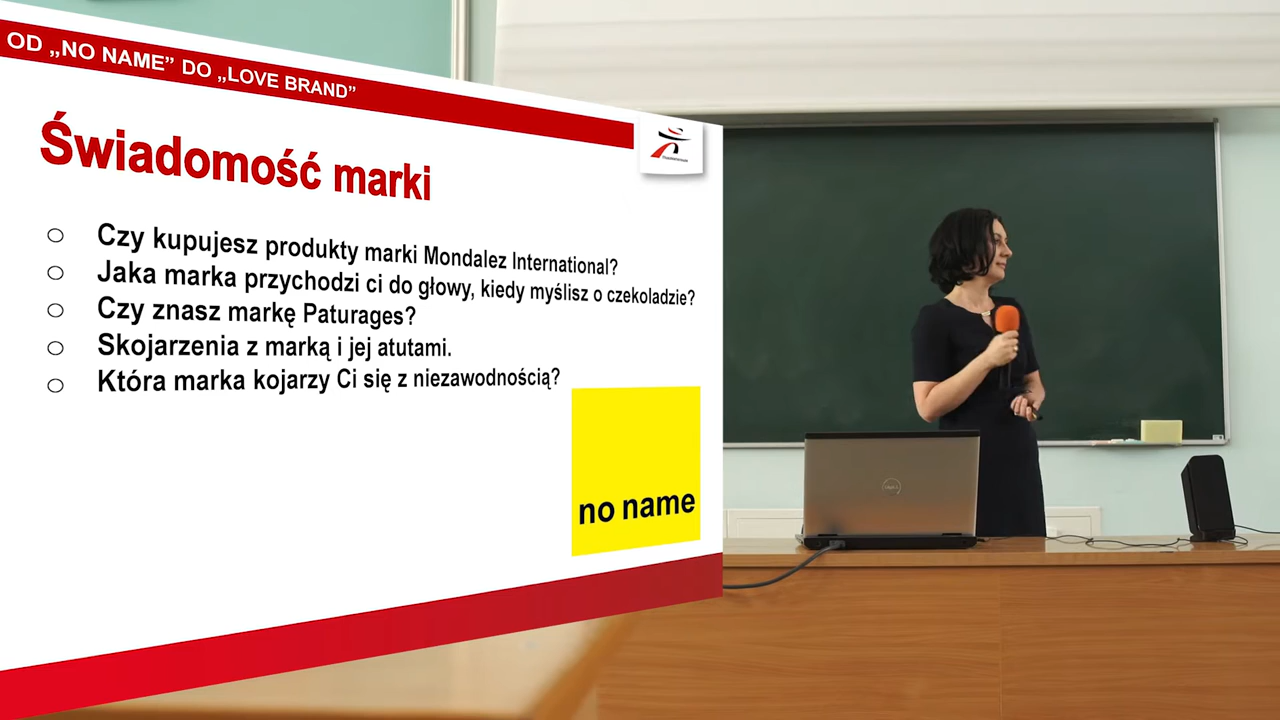 OD „NO NAME” DO „LOVE BRAND”
Świadomość marki
Czy kupujesz produkty marki Mondalez International?
Jaka marka przychodzi ci do głowy, kiedy myślisz o czekoladzie?
Czy znasz markę Paturages?
Skojarzenia z marką i jej atutami.
Która marka kojarzy Ci się z niezawodnością?
no name